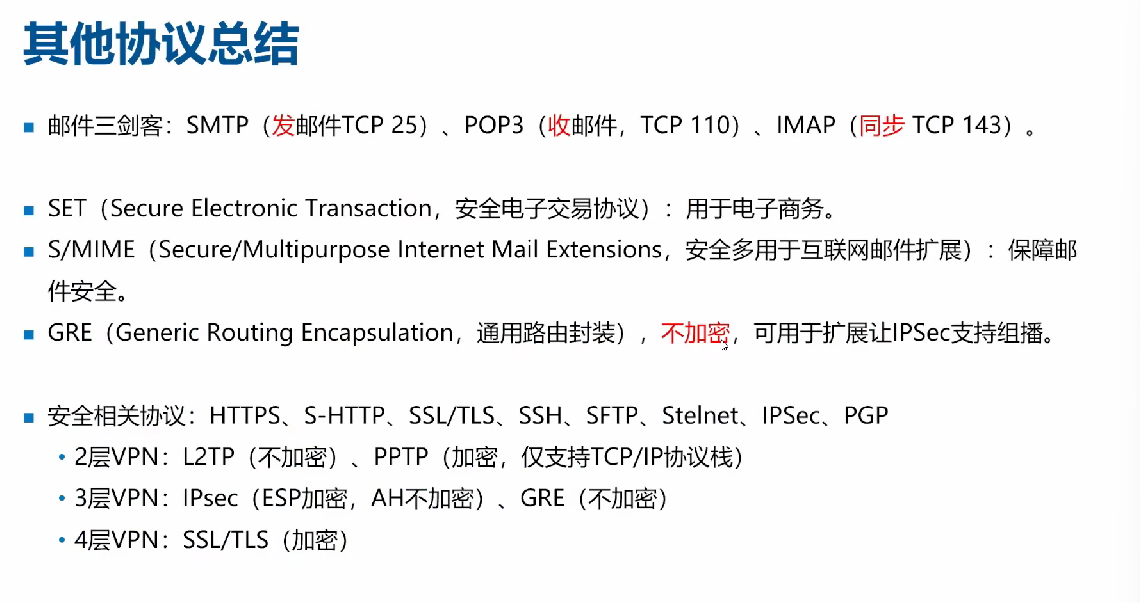 其他协议总结
▪ 邮件三剑客：SMTP（发邮件TCP 25）、POP3（收邮件，TCP 110）、IMAP（同步 TCP 143）。
▪ SET（Secure Electronic Transaction，安全电子交易协议）：用于电子商务。
▪ S/MIME（Secure/Multipurpose Internet Mail Extensions，安全多用于互联网邮件扩展）：保障邮
件安全。
▪ GRE（Generic Routing Encapsulation，通用路由封装），不加密，可用于扩展让IPSec支持组播。
▪ 安全相关协议：HTTPS、S-HTTP、SSL/TLS、SSH、SFTP、Stelnet、IPSec、PGP
• 2层VPN：L2TP（不加密）、PPTP（加密，仅支持TCP/IP协议栈）
• 3层VPN：IPsec（ESP加密，AH不加密）、GRE（不加密）
• 4层VPN：SSL/TLS（加密）